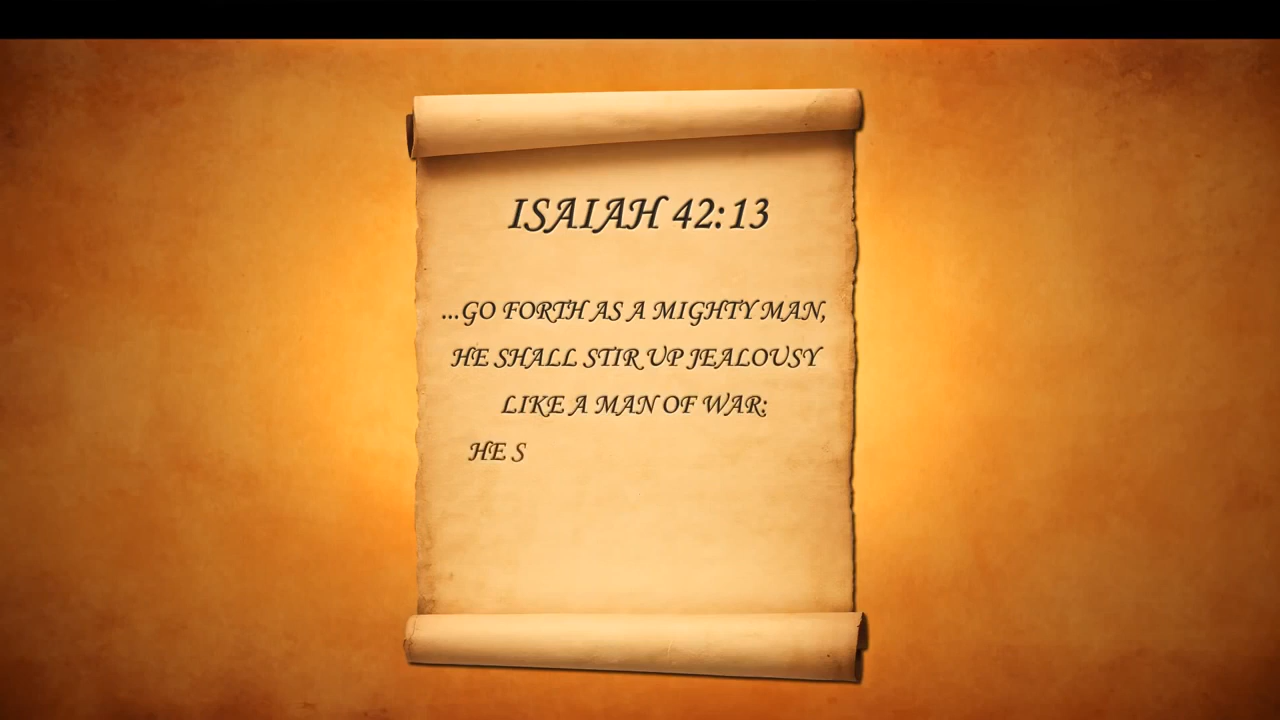 ISAIAH 42:13
...GO FORTH AS A MIGHTY MAN,
HE SHALL STIR UP JEALOUSY
LIKE A MAN OF WAR:
HE S